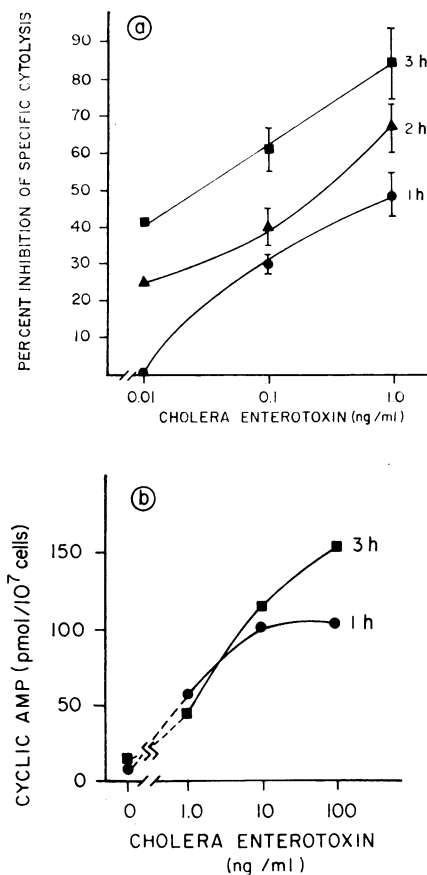 a
PERCENT INHIBITION OF SPECIFIC CYTOLYSIS
90
80
70
60
50
40
30
20
10
3 h
2 h
1 h
0.01
0.1
1.0
CHOLERA ENTEROTOXIN (ng/ml)
b
CYCLIC AMP (pmol/10⁷ cells)
150
100
50
0
3 h
1 h
0
1.0
10
100
CHOLERA ENTEROTOXIN
(ng/ml)